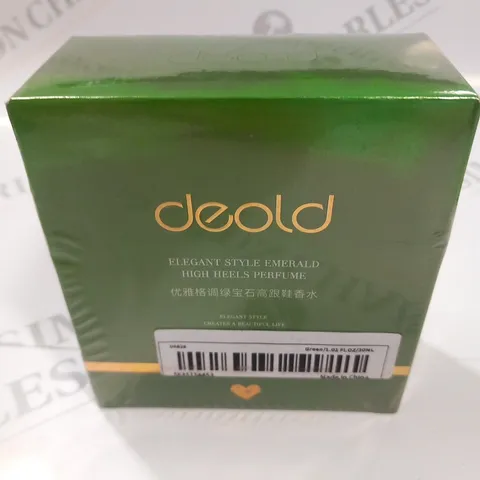 deold
deold
ELEGANT STYLE EMERALD
HIGH HEELS PERFUME
优雅格调绿宝石高跟鞋香水
ELEGANT STYLE
CREATES A BEAUTIFUL LIFE
Green/1.01 FL.OZ/30ML
Made In China